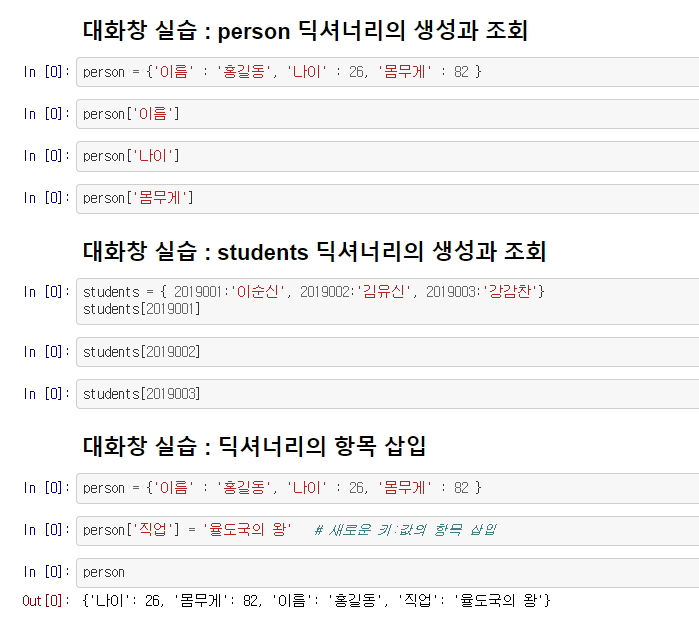 대화창 실습 : person 딕셔너리의 생성과 조회
In [0]: person = {'이름' : '홍길동', '나이' : 26, '몸무게' : 82 }
In [0]: person['이름']
In [0]: person['나이']
In [0]: person['몸무게']
대화창 실습 : students 딕셔너리의 생성과 조회
In [0]: students = { 2019001:'이순신', 2019002:'김유신', 2019003:'강감찬'}
students[2019001]
In [0]: students[2019002]
In [0]: students[2019003]
대화창 실습 : 딕셔너리의 항목 삽입
In [0]: person = {'이름' : '홍길동', '나이' : 26, '몸무게' : 82 }
In [0]: person['직업'] = '율도국의 왕' # 새로운 키:값의 항목 삽입
In [0]: person
Out[0]: {'나이': 26, '몸무게': 82, '이름': '홍길동', '직업': '율도국의 왕'}